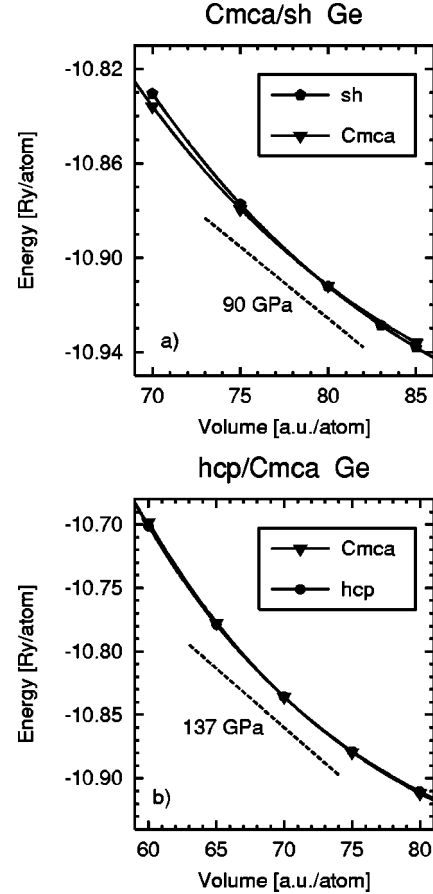 Cmca/sh Ge
-10.82
-10.86
-10.90
-10.94
Energy [Ry/atom]
sh
Cmca
90 GPa
a)
70 75 80 85
Volume [a.u./atom]
hcp/Cmca Ge
-10.70
-10.75
-10.80
-10.85
-10.90
Energy [Ry/atom]
Cmca
hcp
137 GPa
b)
60 65 70 75 80
Volume [a.u./atom]